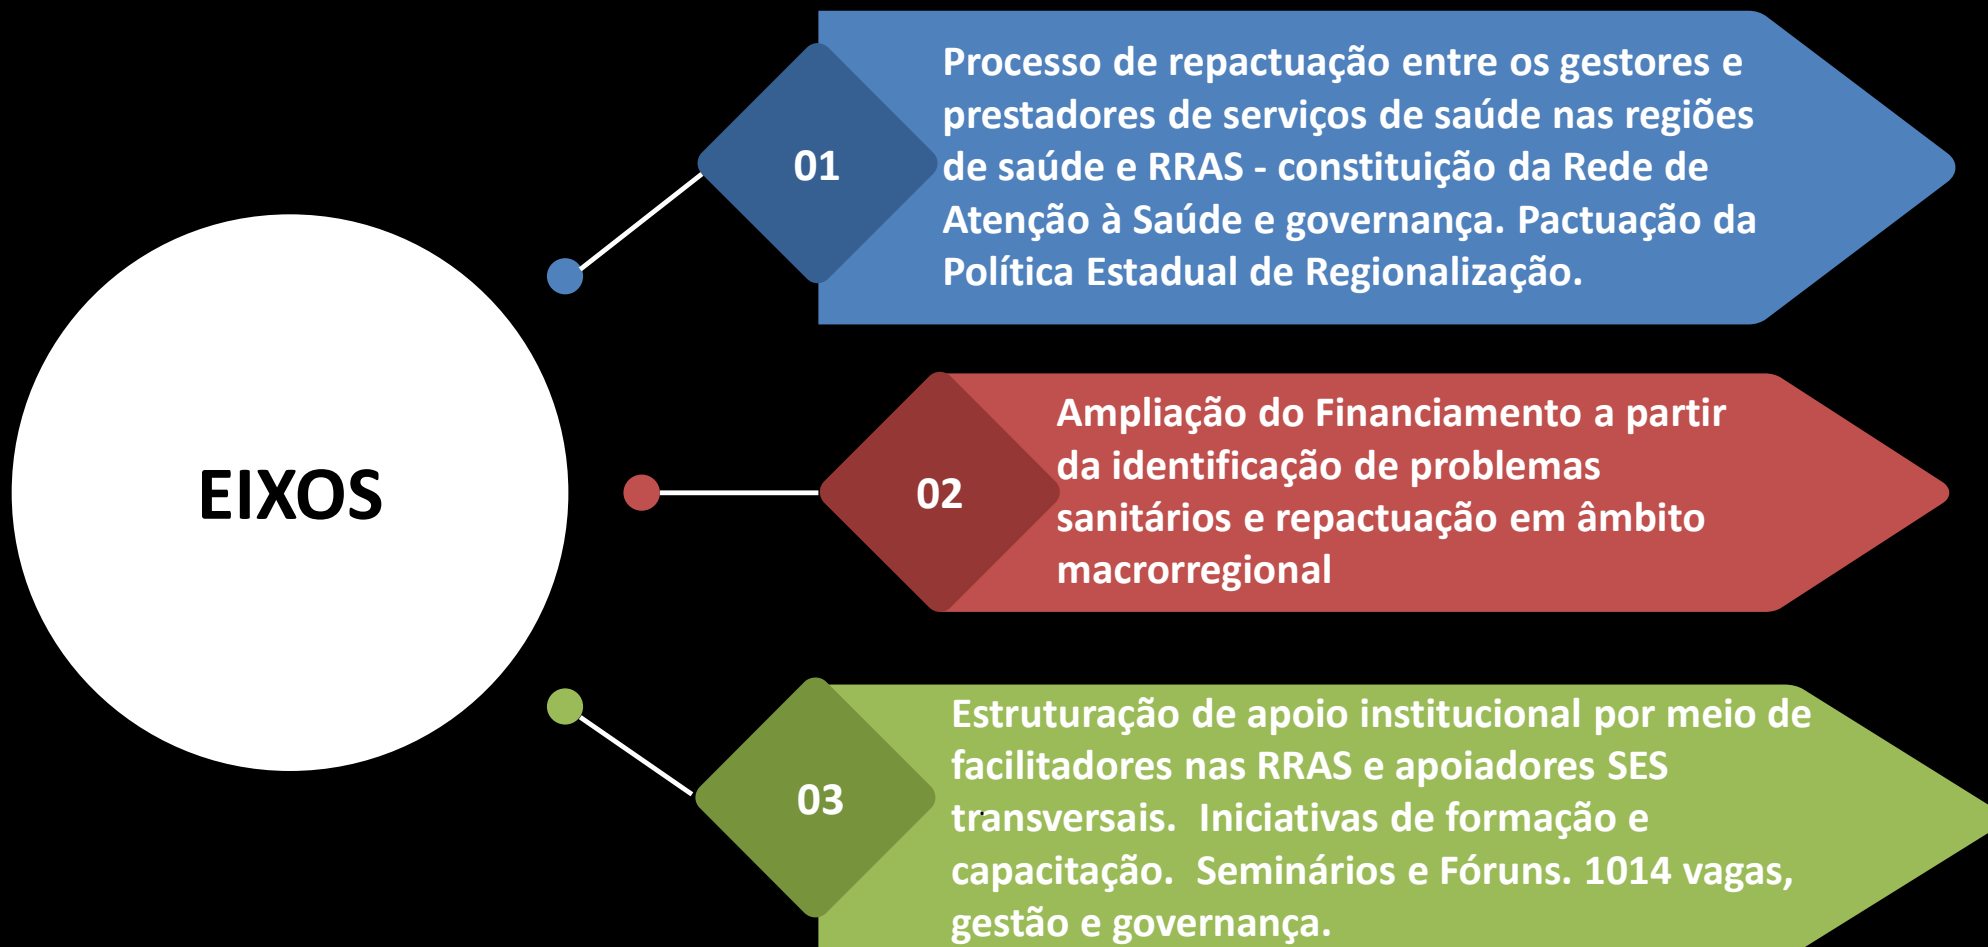 EIXOS
01
Processo de repactuação entre os gestores e
prestadores de serviços de saúde nas regiões
de saúde e RRAS - constituição da Rede de
Atenção à Saúde e governança. Pactuação da
Política Estadual de Regionalização.
02
Ampliação do Financiamento a partir
da identificação de problemas
sanitários e repactuação em âmbito
macrorregional
03
Estruturação de apoio institucional por meio de
facilitadores nas RRAS e apoiadores SES
transversais.  Iniciativas de formação e
capacitação.  Seminários e Fóruns. 1014 vagas,
gestão e governança.